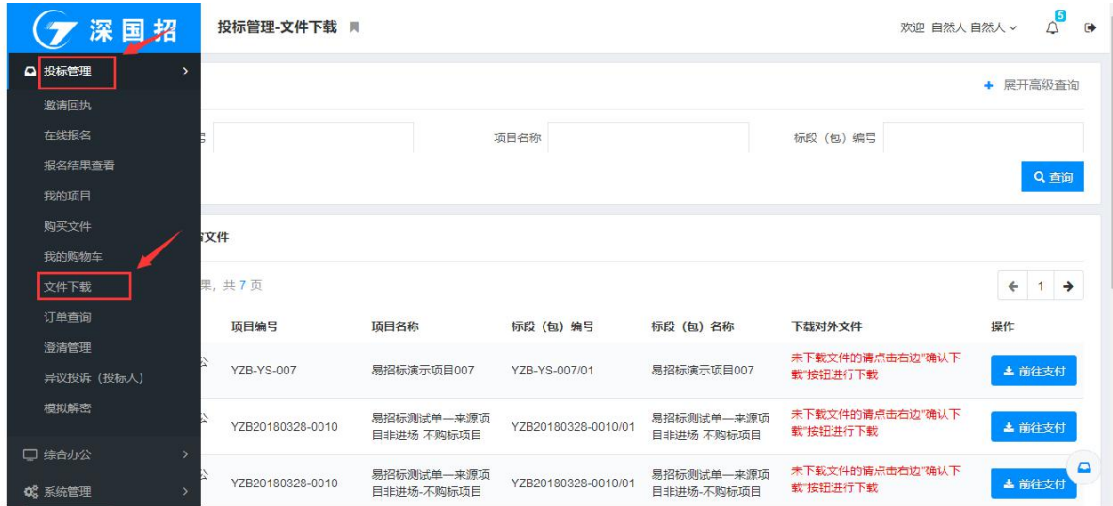 深国招
投标管理-文件下载
欢迎 自然人 自然人
5
投标管理
邀请回执
在线报名
报名结果查看
我的项目
购买文件
我的购物车
文件下载
订单查询
澄清管理
异议投诉（投标人）
模拟解密
综合办公
系统管理
展开高级查询
号
项目名称
标段（包）编号
查询
文件
果, 共 7 页
1
项目编号 项目名称 标段（包）编号 标段（包）名称 下载对外文件 操作
公 YZB-YS-007 易招标演示项目007 YZB-YS-007/01 易招标演示项目007 未下载文件的请点击右边"确认下
载"按钮进行下载 前往支付
公 YZB20180328-0010 易招标测试单一来源项
目非进场 不购标项目 YZB20180328-0010/01 易招标测试单一来源项
目非进场 不购标项目 未下载文件的请点击右边"确认下
载"按钮进行下载 前往支付
公 YZB20180328-0010 易招标测试单一来源项
目非进场-不购标项目 YZB20180328-0010/01 易招标测试单一来源项
目非进场-不购标项目 未下载文件的请点击右边"确认下
载"按钮进行下载 前往支付